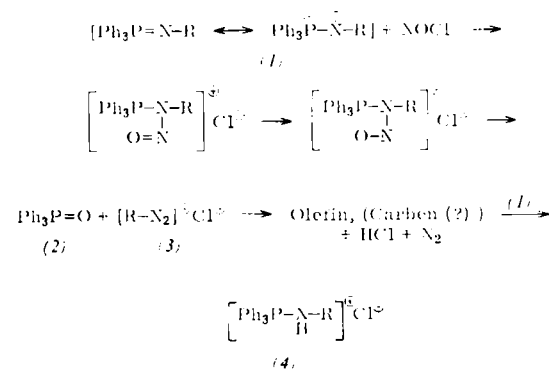 [Ph₃P=N–R ⟷ Ph₃P⁺–N⁻–R] + NOCl →
(1)
[Ph₃P–N–R]⁺ Cl⁻ → [Ph₃P–N–R]⁺ Cl⁻ →
O=N O–N
Ph₃P=O + [R–N₂]⁺Cl⁻ → Olefin, (Carben (?)) (1) →
(2) (3) + HCl + N₂
[Ph₃P–N–R]⁺Cl⁻
H
(4)